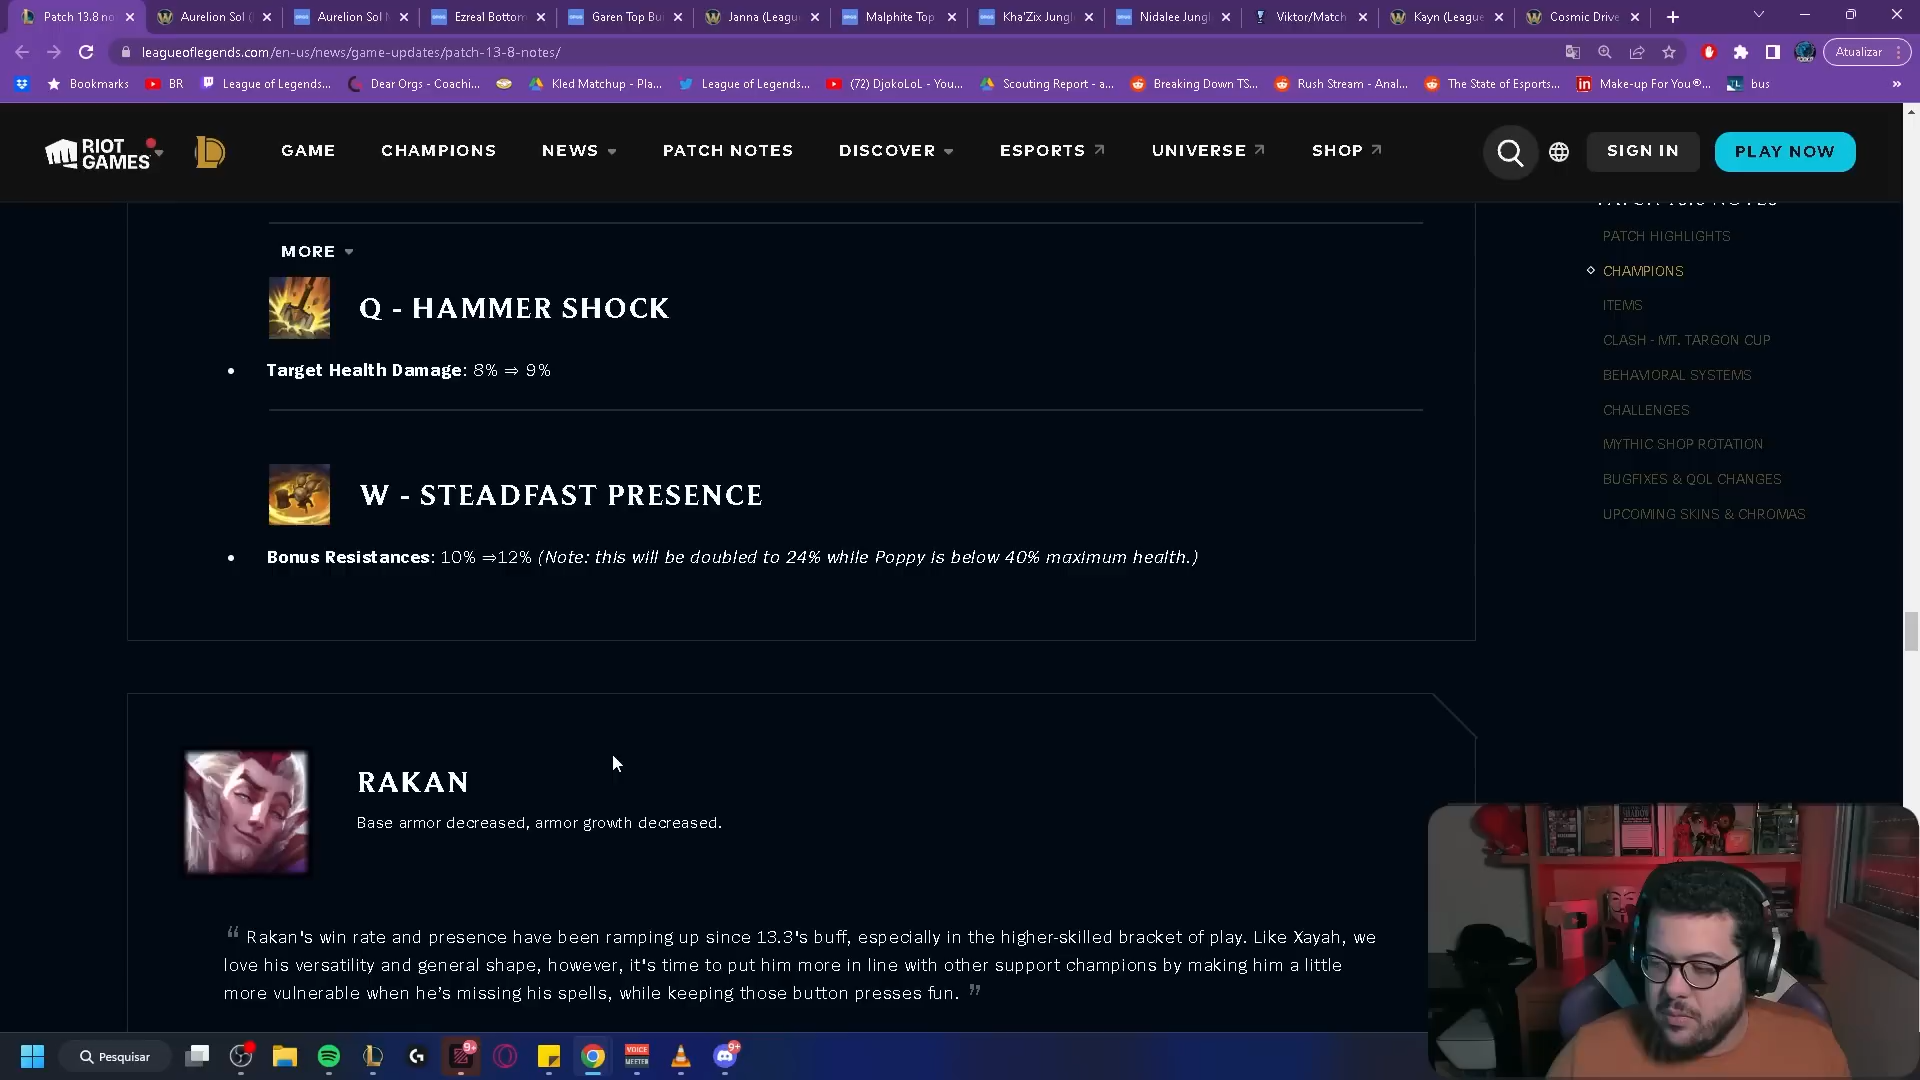 Patch 13.8 no
Aurelion Sol (
Aurelion Sol M
Ezreal Bottom
Garen Top Bui
Janna (Leagu
Malphite Top
Kha'Zix Jungl
Nidalee Jungl
Viktor/Match
Kayn (League
Cosmic Drive
leagueoflegends.com/en-us/news/game-updates/patch-13-8-notes/
Atualizar
Bookmarks
BR
League of Legends...
Dear Orgs - Coachi...
Kled Matchup - Pla...
League of Legends...
(72) DjokoLoL - You...
Scouting Report - a...
Breaking Down TS...
Rush Stream - Anal...
The State of Esports...
Make-up For You®...
bus
RIOT GAMES
GAME
CHAMPIONS
NEWS
PATCH NOTES
DISCOVER
ESPORTS
UNIVERSE
SHOP
SIGN IN
PLAY NOW
PATCH 13.8 NOTES
PATCH HIGHLIGHTS
CHAMPIONS
ITEMS
CLASH - MT. TARGON CUP
BEHAVIORAL SYSTEMS
CHALLENGES
MYTHIC SHOP ROTATION
BUGFIXES & QOL CHANGES
UPCOMING SKINS & CHROMAS
MORE
Q - HAMMER SHOCK
• Target Health Damage: 8% ⇒ 9%
W - STEADFAST PRESENCE
• Bonus Resistances: 10% ⇒12% (Note: this will be doubled to 24% while Poppy is below 40% maximum health.)
RAKAN
Base armor decreased, armor growth decreased.
“ Rakan's win rate and presence have been ramping up since 13.3's buff, especially in the higher-skilled bracket of play. Like Xayah, we
love his versatility and general shape, however, it's time to put him more in line with other support champions by making him a little
more vulnerable when he’s missing his spells, while keeping those button presses fun. ”
Pesquisar
9+
VOICE
MEETER
9+